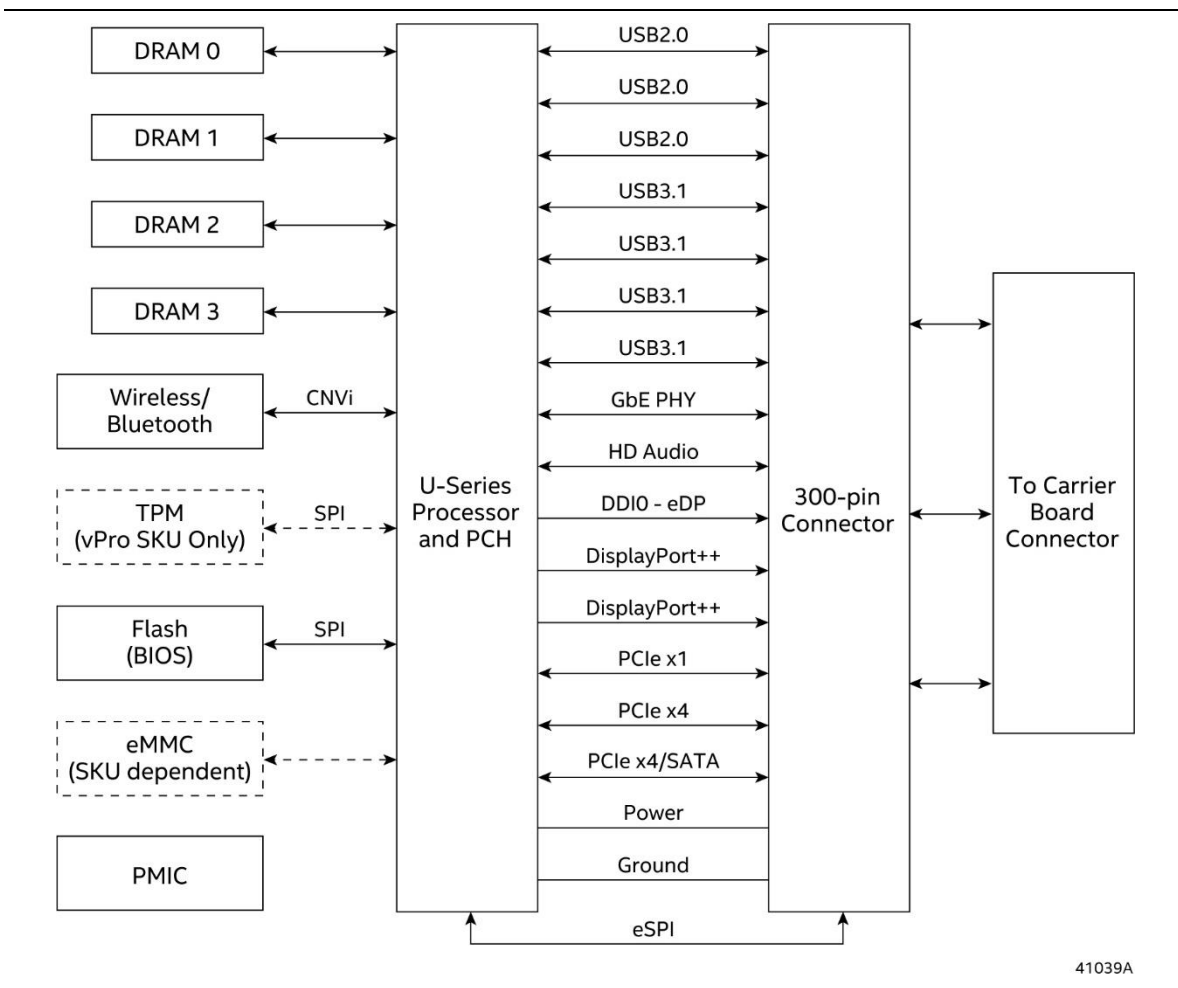 DRAM 0
DRAM 1
DRAM 2
DRAM 3
Wireless/
Bluetooth
CNVi
TPM
(vPro SKU Only)
SPI
Flash
(BIOS)
SPI
eMMC
(SKU dependent)
PMIC
U-Series
Processor
and PCH
USB2.0
USB2.0
USB2.0
USB3.1
USB3.1
USB3.1
USB3.1
GbE PHY
HD Audio
DDI0 - eDP
DisplayPort++
DisplayPort++
PCIe x1
PCIe x4
PCIe x4/SATA
Power
Ground
eSPI
300-pin
Connector
To Carrier
Board
Connector
41039A